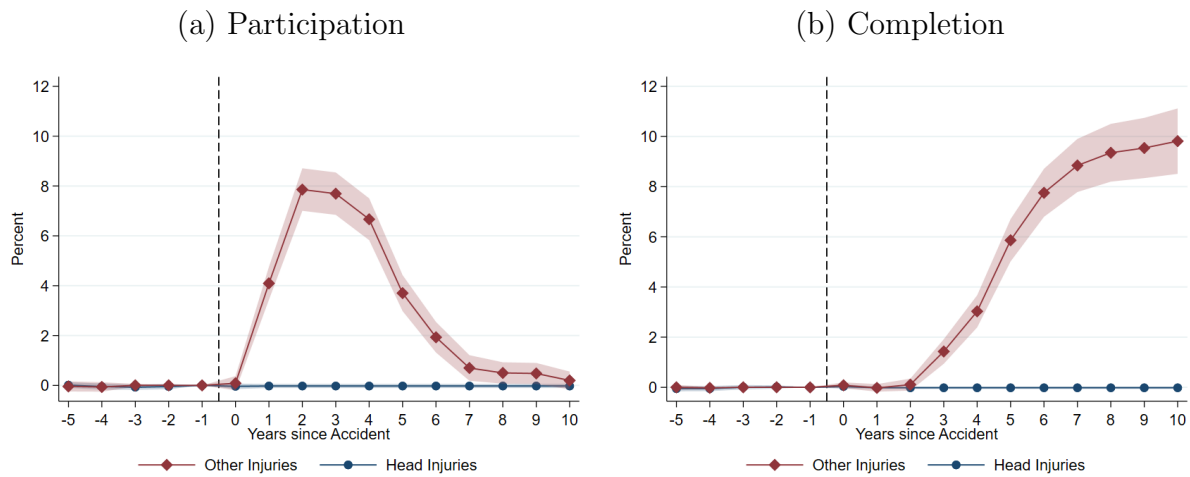 (a) Participation
12
10
8
6
4
2
0
Percent
-5 -4 -3 -2 -1 0 1 2 3 4 5 6 7 8 9 10
Years since Accident
Other Injuries Head Injuries
(b) Completion
12
10
8
6
4
2
0
Percent
-5 -4 -3 -2 -1 0 1 2 3 4 5 6 7 8 9 10
Years since Accident
Other Injuries Head Injuries